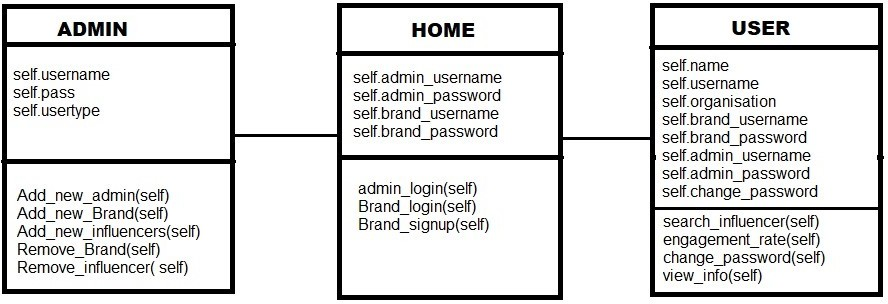 ADMIN
self.username
self.pass
self.usertype
Add_new_admin(self)
Add_new_Brand(self)
Add_new_influencers(self)
Remove_Brand(self)
Remove_influencer( self)
HOME
self.admin_username
self.admin_password
self.brand_username
self.brand_password
admin_login(self)
Brand_login(self)
Brand_signup(self)
USER
self.name
self.username
self.organisation
self.brand_username
self.brand_password
self.admin_username
self.admin_password
self.change_password
search_influencer(self)
engagement_rate(self)
change_password(self)
view_info(self)